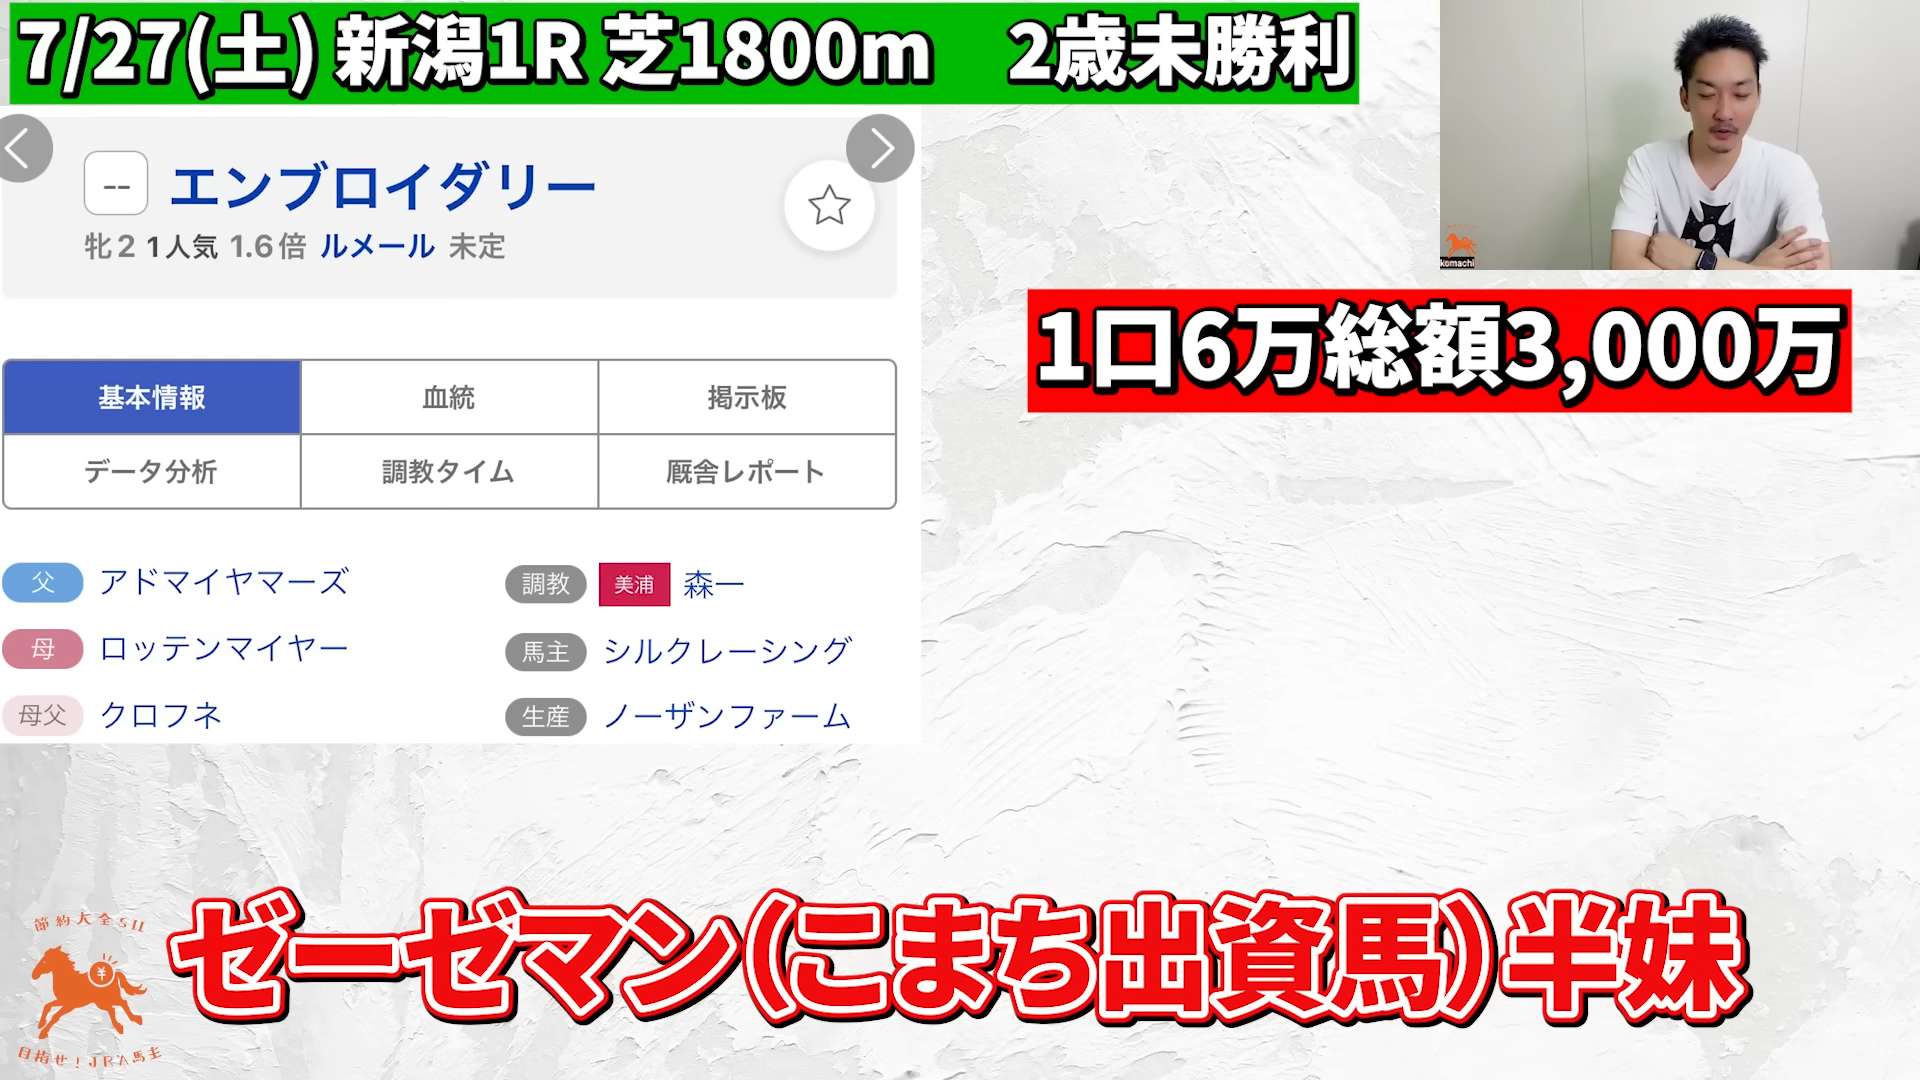 7/27(土) 新潟1R 芝1800m 2歳未勝利
--
エンブロイダリー
牝2 1人気 1.6倍 ルメール 未定
komachi
1口6万総額3,000万
基本情報 血統 掲示板
データ分析 調教タイム 厩舎レポート
父 アドマイヤマーズ 調教 美浦 森一
母 ロッテンマイヤー 馬主 シルクレーシング
母父 クロフネ 生産 ノーザンファーム
節約大全SII
¥
ゼーゼマン(こまち出資馬)半妹
目指せ!JRA馬主